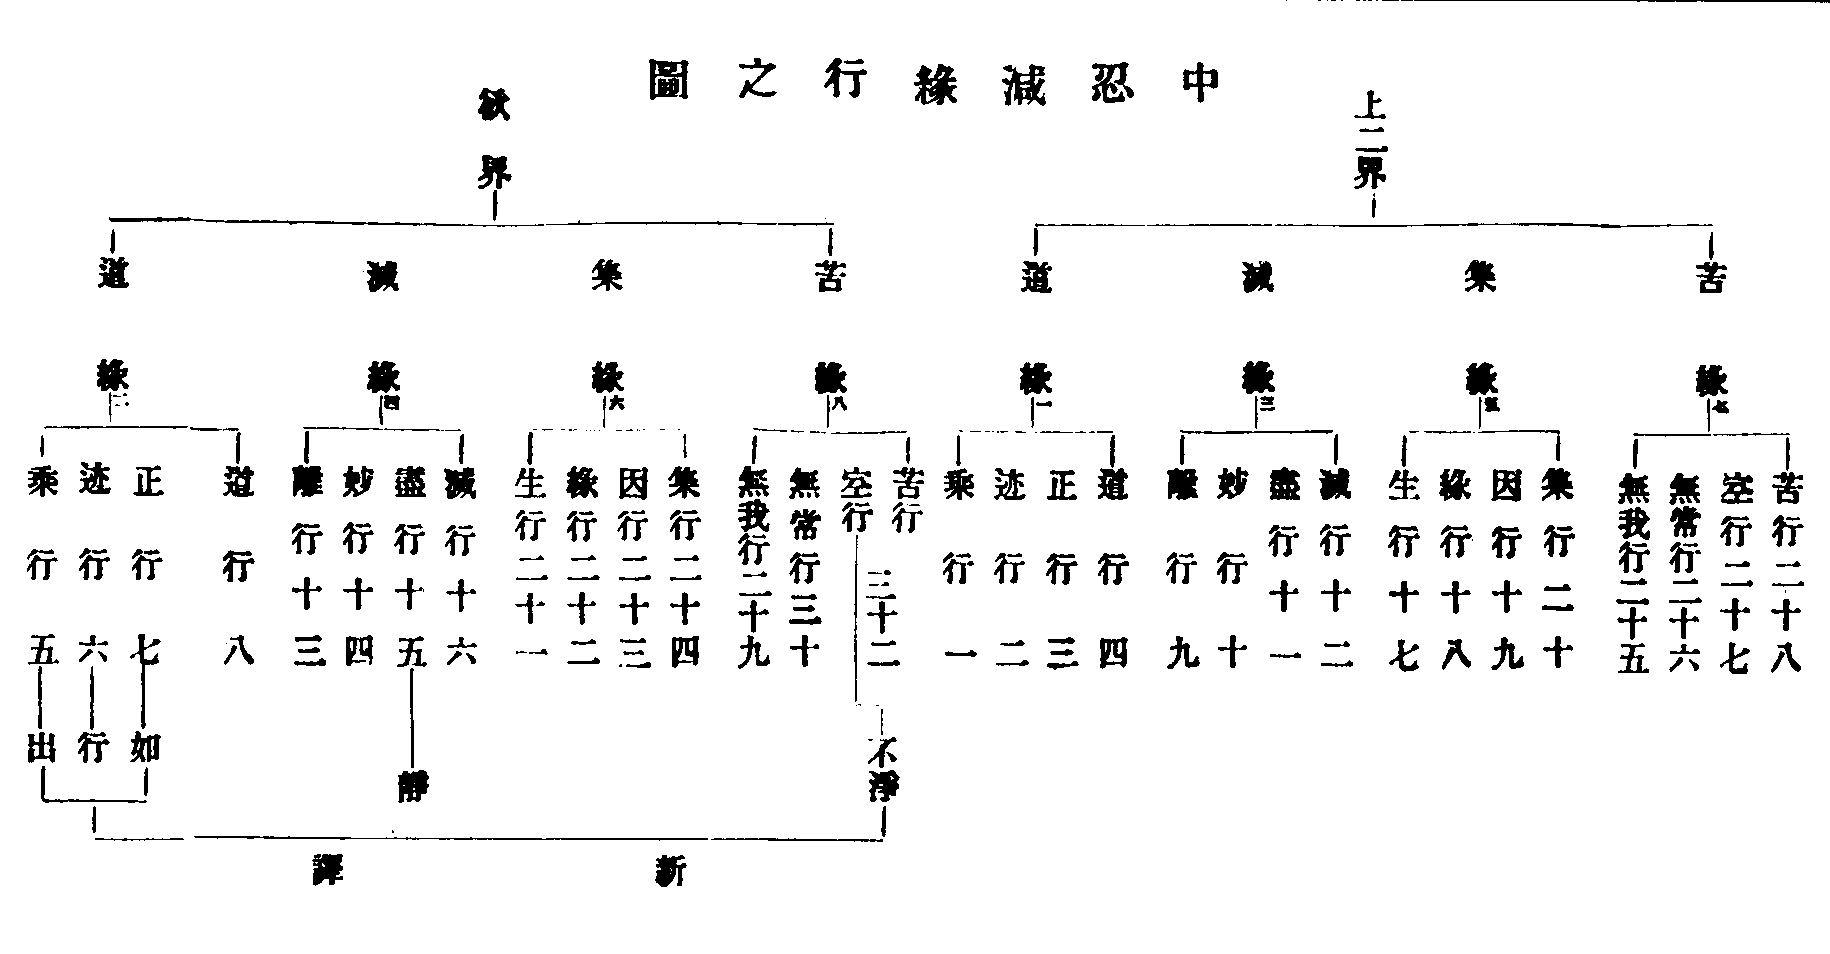 中忍減緣行之圖
上二界
苦緣七
苦行二十八
空行二十七
無常行二十六
無我行二十五
集緣五
集行二十
因行十九
緣行十八
生行十七
滅緣三
滅行十二
盡行十一
妙行十
離行九
道緣一
道行四
正行三
迹行二
乘行一
欲界
苦緣八
苦行
空行
三十二
無常行三十
無我行二十九
集緣六
集行二十四
因行二十三
緣行二十二
生行二十一
滅緣四
滅行十六
盡行十五
妙行十四
離行十三
道緣二
道行八
正行七
迹行六
乘行五
不淨
靜
如
行
出
新譯